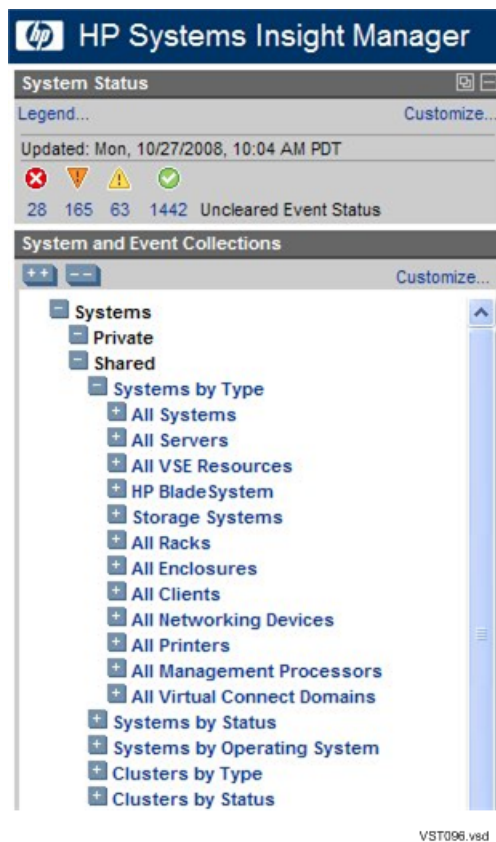 hp HP Systems Insight Manager
System Status
Legend... Customize...
Updated: Mon, 10/27/2008, 10:04 AM PDT
28 165 63 1442 Uncleared Event Status
System and Event Collections
++ -- Customize...
Systems
Private
Shared
Systems by Type
All Systems
All Servers
All VSE Resources
HP BladeSystem
Storage Systems
All Racks
All Enclosures
All Clients
All Networking Devices
All Printers
All Management Processors
All Virtual Connect Domains
Systems by Status
Systems by Operating System
Clusters by Type
Clusters by Status
VST096.vsd